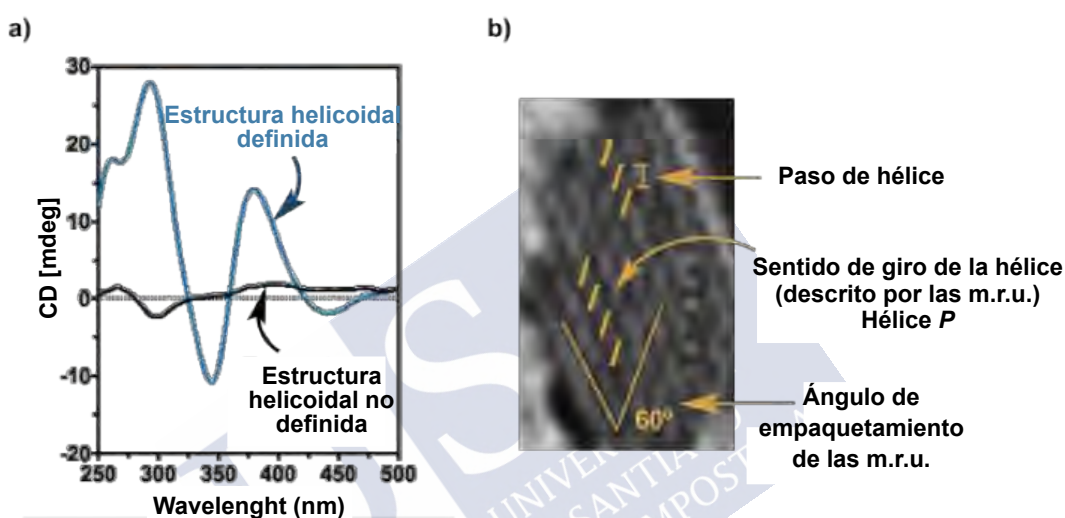 a)
b)
30
20
10
0
-10
-20
CD [mdeg]
250
300
350
400
450
500
Wavelenght (nm)
Estructura helicoidal
definida
Estructura
helicoidal no
definida
Paso de hélice
Sentido de giro de la hélice
(descrito por las m.r.u.)
Hélice P
60º
Ángulo de
empaquetamiento
de las m.r.u.